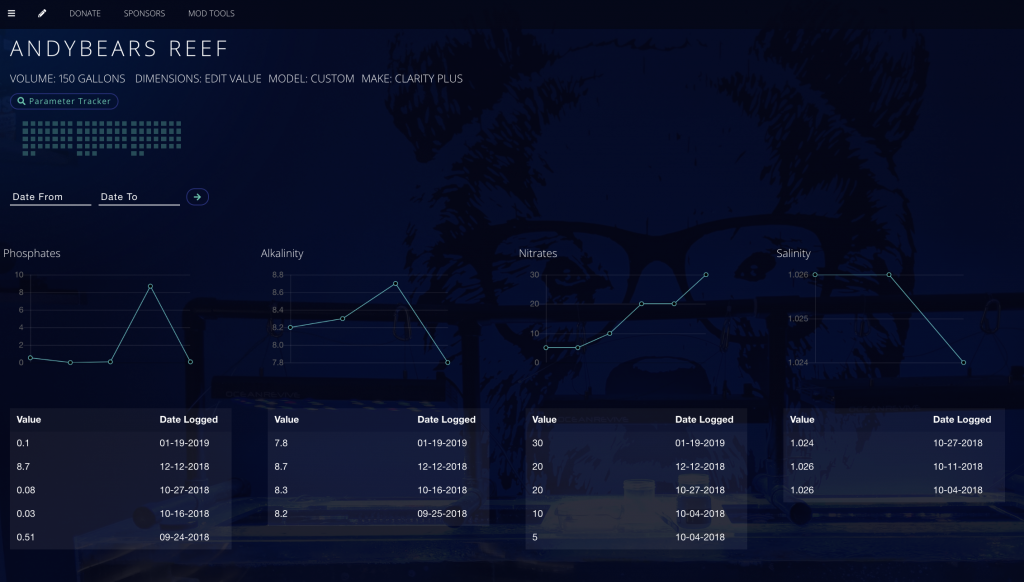 DONATE SPONSORS MOD TOOLS
ANDYBEARS REEF
VOLUME: 150 GALLONS DIMENSIONS: EDIT VALUE MODEL: CUSTOM MAKE: CLARITY PLUS
Parameter Tracker
Date From Date To
Phosphates
10
8
6
4
2
0
Alkalinity
8.8
8.6
8.4
8.2
8.0
7.8
Nitrates
30
20
10
0
Salinity
1.026
1.025
1.024
Value Date Logged
0.1 01-19-2019
8.7 12-12-2018
0.08 10-27-2018
0.03 10-16-2018
0.51 09-24-2018
Value Date Logged
7.8 01-19-2019
8.7 12-12-2018
8.3 10-16-2018
8.2 09-25-2018
Value Date Logged
30 01-19-2019
20 12-12-2018
20 10-27-2018
10 10-04-2018
5 10-04-2018
Value Date Logged
1.024 10-27-2018
1.026 10-11-2018
1.026 10-04-2018